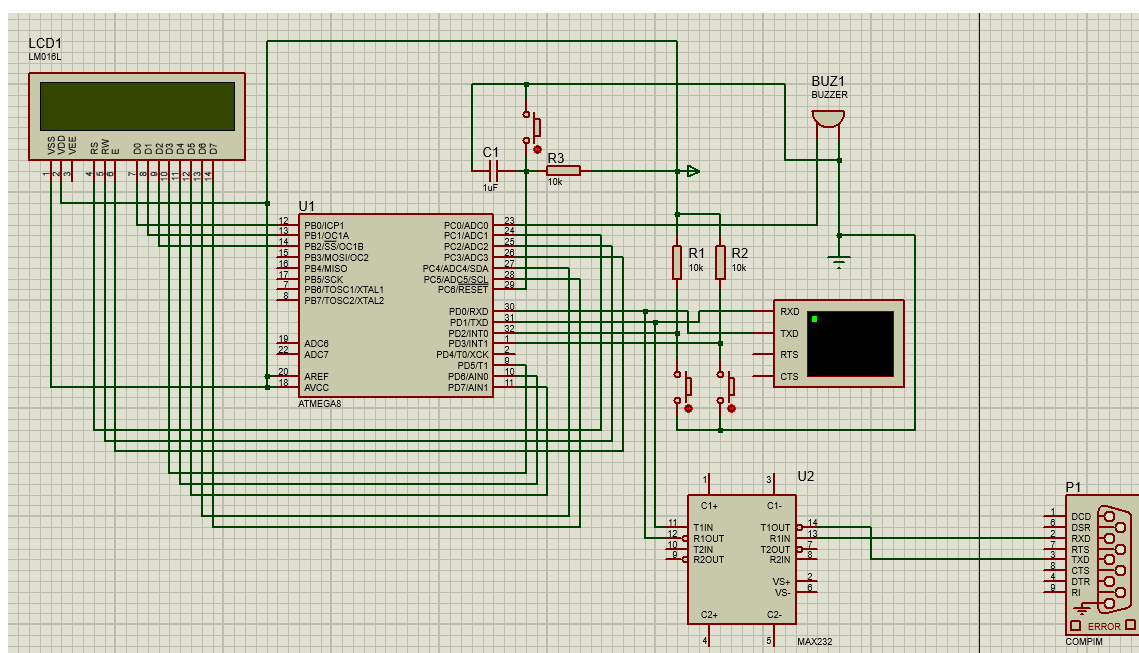 LCD1
LM016L
VSS
VDD
VEE
RS
RW
E
D0
D1
D2
D3
D4
D5
D6
D7
1
2
3
4
5
6
7
8
9
10
11
12
13
14
BUZ1
BUZZER
C1
1uF
R3
10k
U1
12 PB0/ICP1 PC0/ADC0 23
13 PB1/OC1A PC1/ADC1 24
14 PB2/SS/OC1B PC2/ADC2 25
15 PB3/MOSI/OC2 PC3/ADC3 26
16 PB4/MISO PC4/ADC4/SDA 27
17 PB5/SCK PC5/ADC5/SCL 28
7 PB6/TOSC1/XTAL1 PC6/RESET 29
8 PB7/TOSC2/XTAL2
PD0/RXD 30
PD1/TXD 31
PD2/INT0 32
19 ADC6 PD3/INT1 1
22 ADC7 PD4/T0/XCK 2
PD5/T1 9
20 AREF PD6/AIN0 10
18 AVCC PD7/AIN1 11
ATMEGA8
R1
10k
R2
10k
RXD
TXD
RTS
CTS
U2
1 3
C1+ C1-
11 T1IN T1OUT 14
12 R1OUT R1IN 13
10 T2IN T2OUT 7
9 R2OUT R2IN 8
VS+ 2
VS- 6
C2+ C2-
4 5
MAX232
P1
1 DCD
6 DSR
2 RXD
7 RTS
3 TXD
8 CTS
4 DTR
9 RI
ERROR
COMPIM